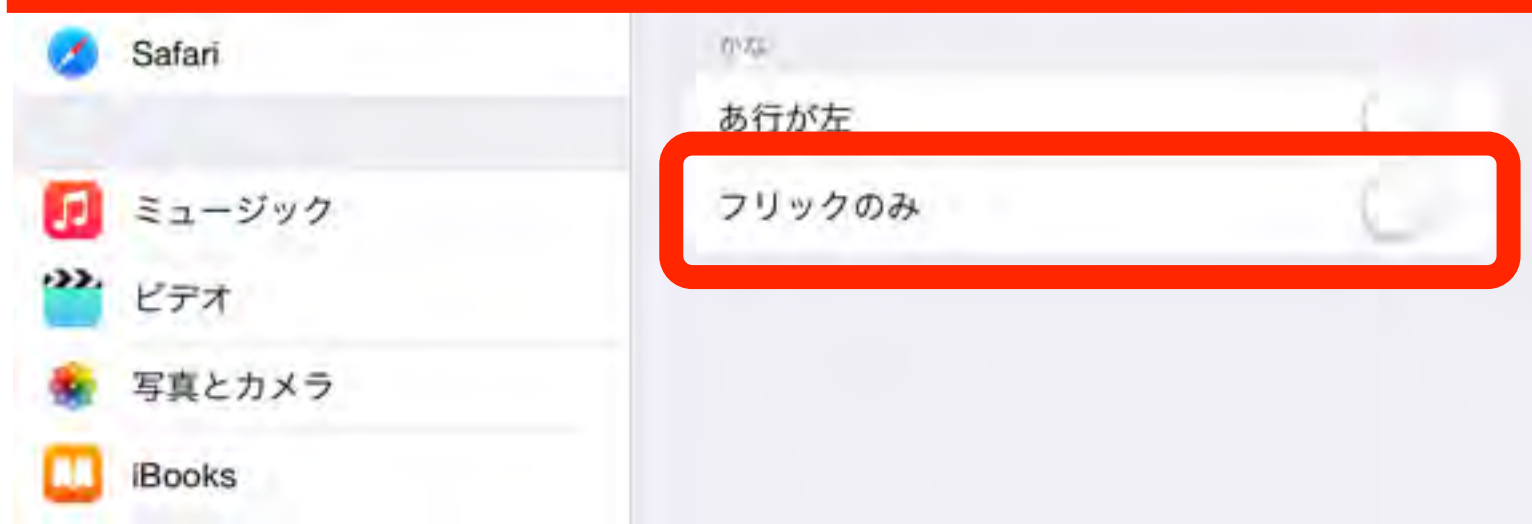 Safari
ミュージック
ビデオ
写真とカメラ
iBooks
かな
あ行が左
フリックのみ